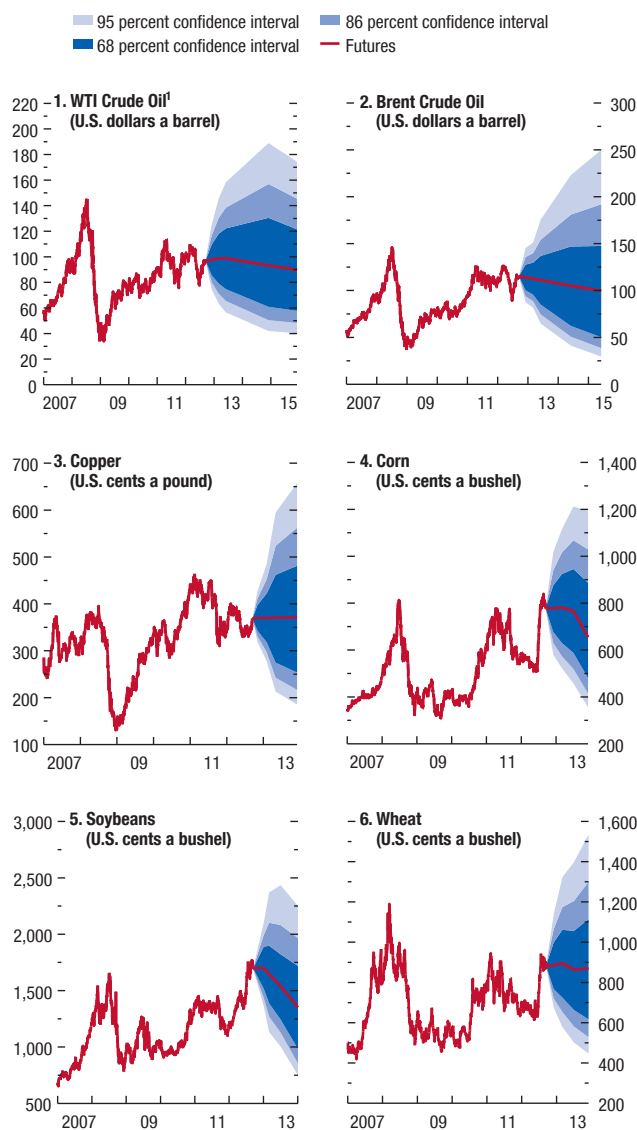 95 percent confidence interval 86 percent confidence interval
68 percent confidence interval Futures
1. WTI Crude Oil¹
(U.S. dollars a barrel)
220
200
180
160
140
120
100
80
60
40
20
0
2007 09 11 13 15
2. Brent Crude Oil
(U.S. dollars a barrel)
300
250
200
150
100
50
0
2007 09 11 13 15
3. Copper
(U.S. cents a pound)
700
600
500
400
300
200
100
2007 09 11 13
4. Corn
(U.S. cents a bushel)
1,400
1,200
1,000
800
600
400
200
2007 09 11 13
5. Soybeans
(U.S. cents a bushel)
3,000
2,500
2,000
1,500
1,000
500
2007 09 11 13
6. Wheat
(U.S. cents a bushel)
1,600
1,400
1,200
1,000
800
600
400
200
2007 09 11 13